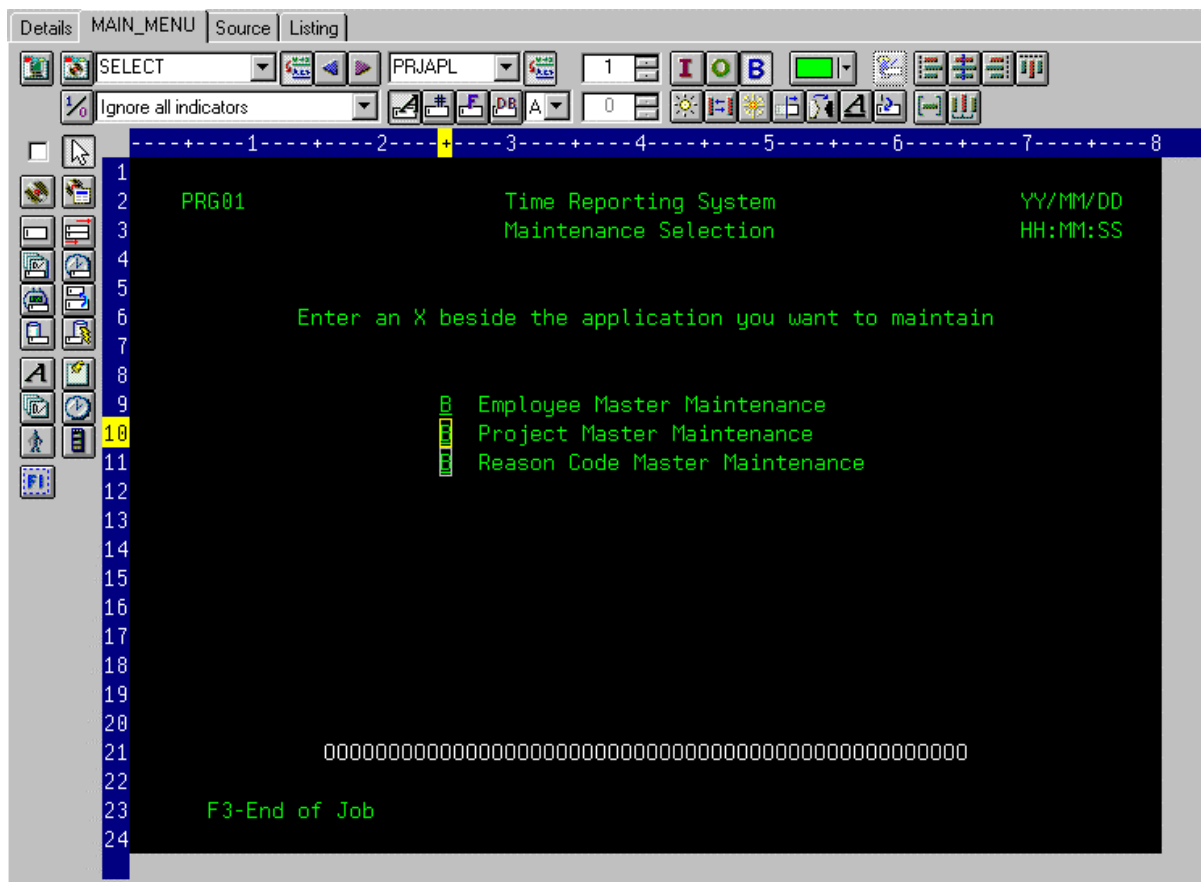 Details MAIN_MENU Source Listing
SELECT PRJAPL 1 I O B
1/0 Ignore all indicators A # F DB A 0
----+----1----+----2----+----3----+----4----+----5----+----6----+----7----+----8
1
2 PRG01 Time Reporting System YY/MM/DD
3 Maintenance Selection HH:MM:SS
4
5
6 Enter an X beside the application you want to maintain
7
8
9 B Employee Master Maintenance
10 B Project Master Maintenance
11 B Reason Code Master Maintenance
12
13
14
15
16
17
18
19
20
21 OOOOOOOOOOOOOOOOOOOOOOOOOOOOOOOOOOOOOOOOOOOOOOOOOO
22
23 F3-End of Job
24
A
F1